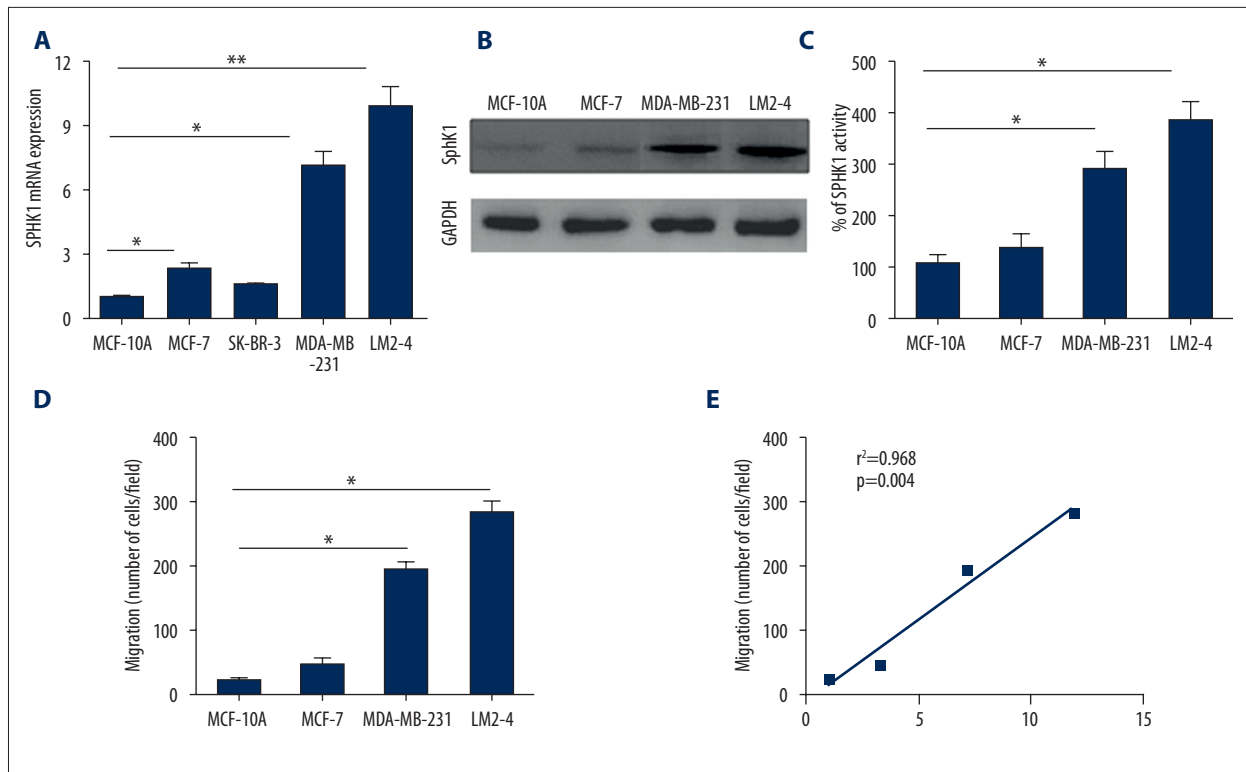 A
SPHK1 mRNA expression
12
9
6
3
0
**
*
*
MCF-10A MCF-7 SK-BR-3 MDA-MB
-231 LM2-4
B
MCF-10A MCF-7 MDA-MB-231 LM2-4
SphK1
GAPDH
C
% of SPHK1 activity
500
400
300
200
100
0
*
*
MCF-10A MCF-7 MDA-MB-231 LM2-4
D
Migration (number of cells/field)
400
300
200
100
0
*
*
MCF-10A MCF-7 MDA-MB-231 LM2-4
E
Migration (number of cells/field)
400
300
200
100
0
r²=0.968
p=0.004
0 5 10 15